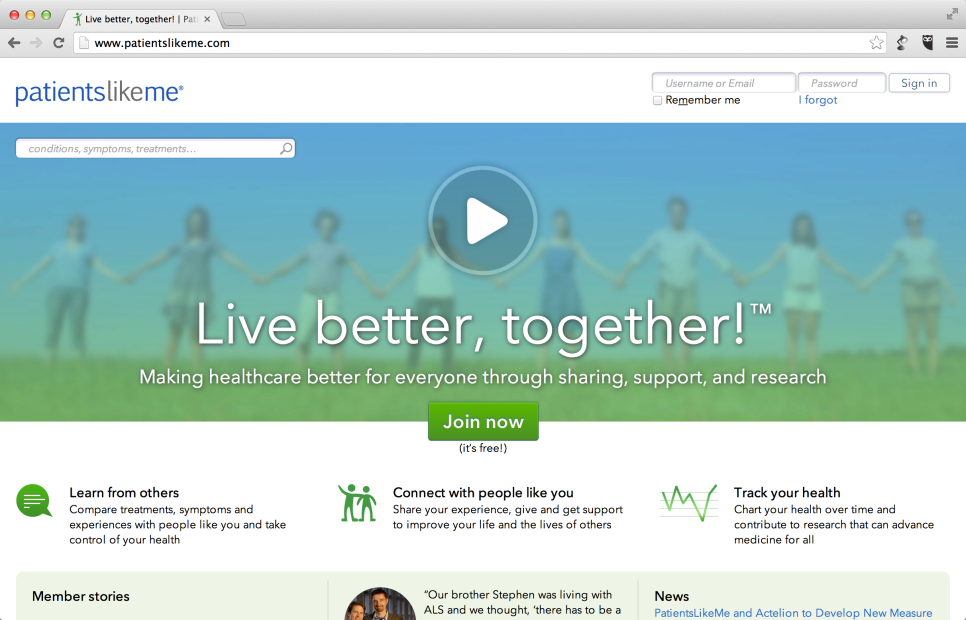 Live better, together! | Pati
www.patientslikeme.com
patientslikeme®
Username or Email
Password
Sign in
Remember me
I forgot
conditions, symptoms, treatments...
Live better, together!™
Making healthcare better for everyone through sharing, support, and research
Join now
(it's free!)
Learn from others
Compare treatments, symptoms and
experiences with people like you and take
control of your health
Connect with people like you
Share your experience, give and get support
to improve your life and the lives of others
Track your health
Chart your health over time and
contribute to research that can advance
medicine for all
Member stories
“Our brother Stephen was living with
ALS and we thought, ‘there has to be a
News
PatientsLikeMe and Actelion to Develop New Measure